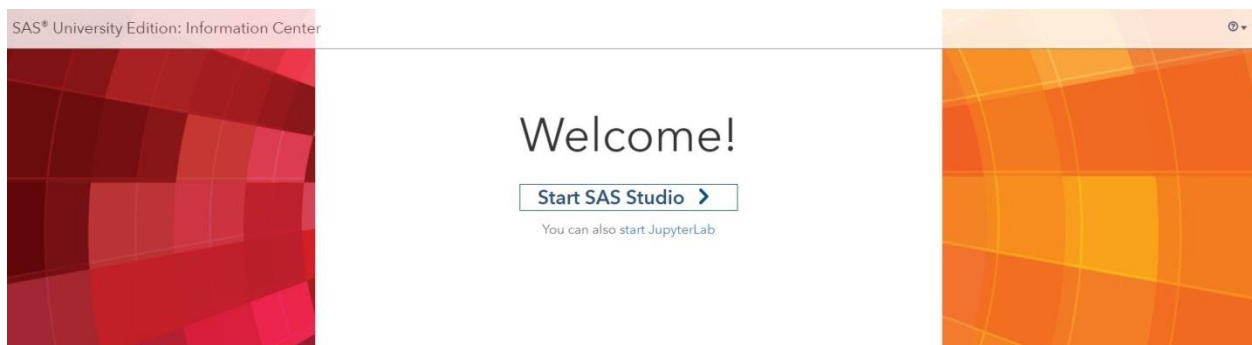 SAS® University Edition: Information Center
Welcome!
Start SAS Studio
You can also start JupyterLab